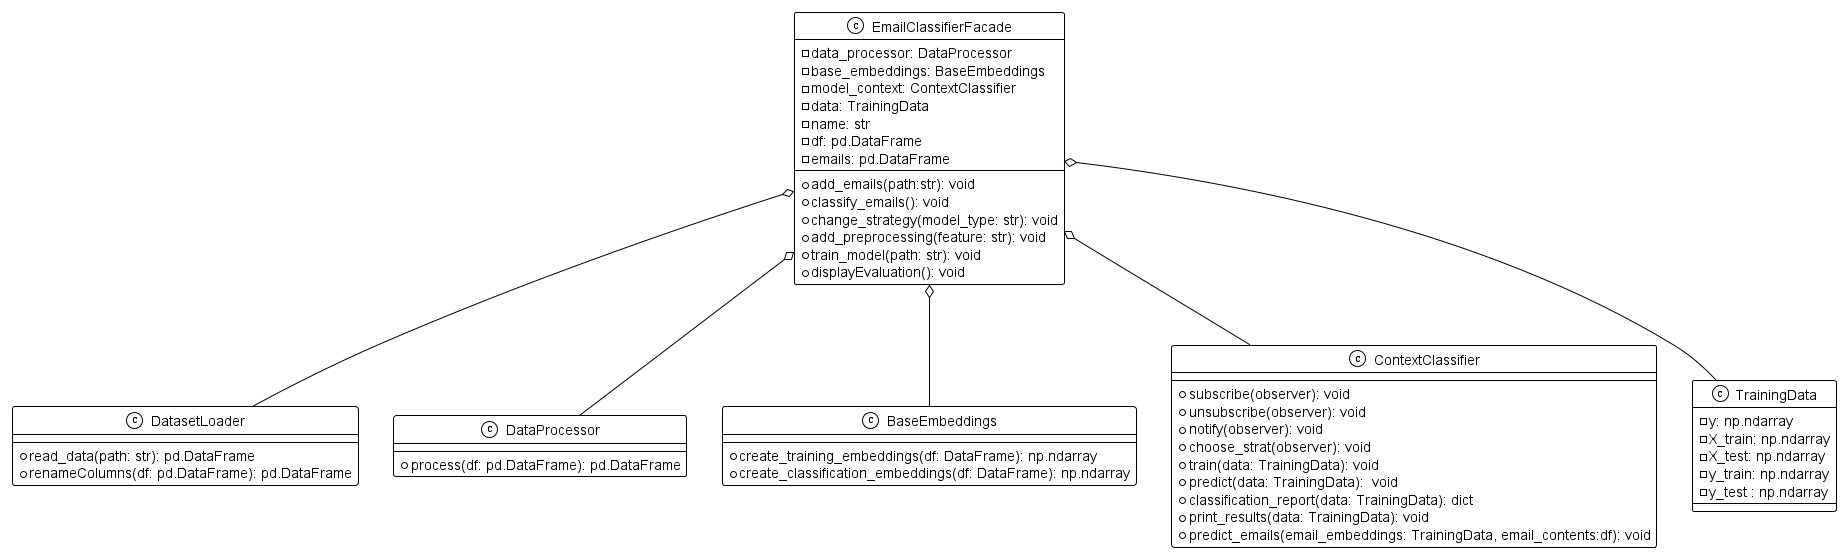 C EmailClassifierFacade
data_processor: DataProcessor
base_embeddings: BaseEmbeddings
model_context: ContextClassifier
data: TrainingData
name: str
df: pd.DataFrame
emails: pd.DataFrame
add_emails(path:str): void
classify_emails(): void
change_strategy(model_type: str): void
add_preprocessing(feature: str): void
train_model(path: str): void
displayEvaluation(): void
C DatasetLoader
read_data(path: str): pd.DataFrame
renameColumns(df: pd.DataFrame): pd.DataFrame
C DataProcessor
process(df: pd.DataFrame): pd.DataFrame
C BaseEmbeddings
create_training_embeddings(df: DataFrame): np.ndarray
create_classification_embeddings(df: DataFrame): np.ndarray
C ContextClassifier
subscribe(observer): void
unsubscribe(observer): void
notify(observer): void
choose_strat(observer): void
train(data: TrainingData): void
predict(data: TrainingData):  void
classification_report(data: TrainingData): dict
print_results(data: TrainingData): void
predict_emails(email_embeddings: TrainingData, email_contents:df): void
C TrainingData
y: np.ndarray
X_train: np.ndarray
X_test: np.ndarray
y_train: np.ndarray
y_test : np.ndarray